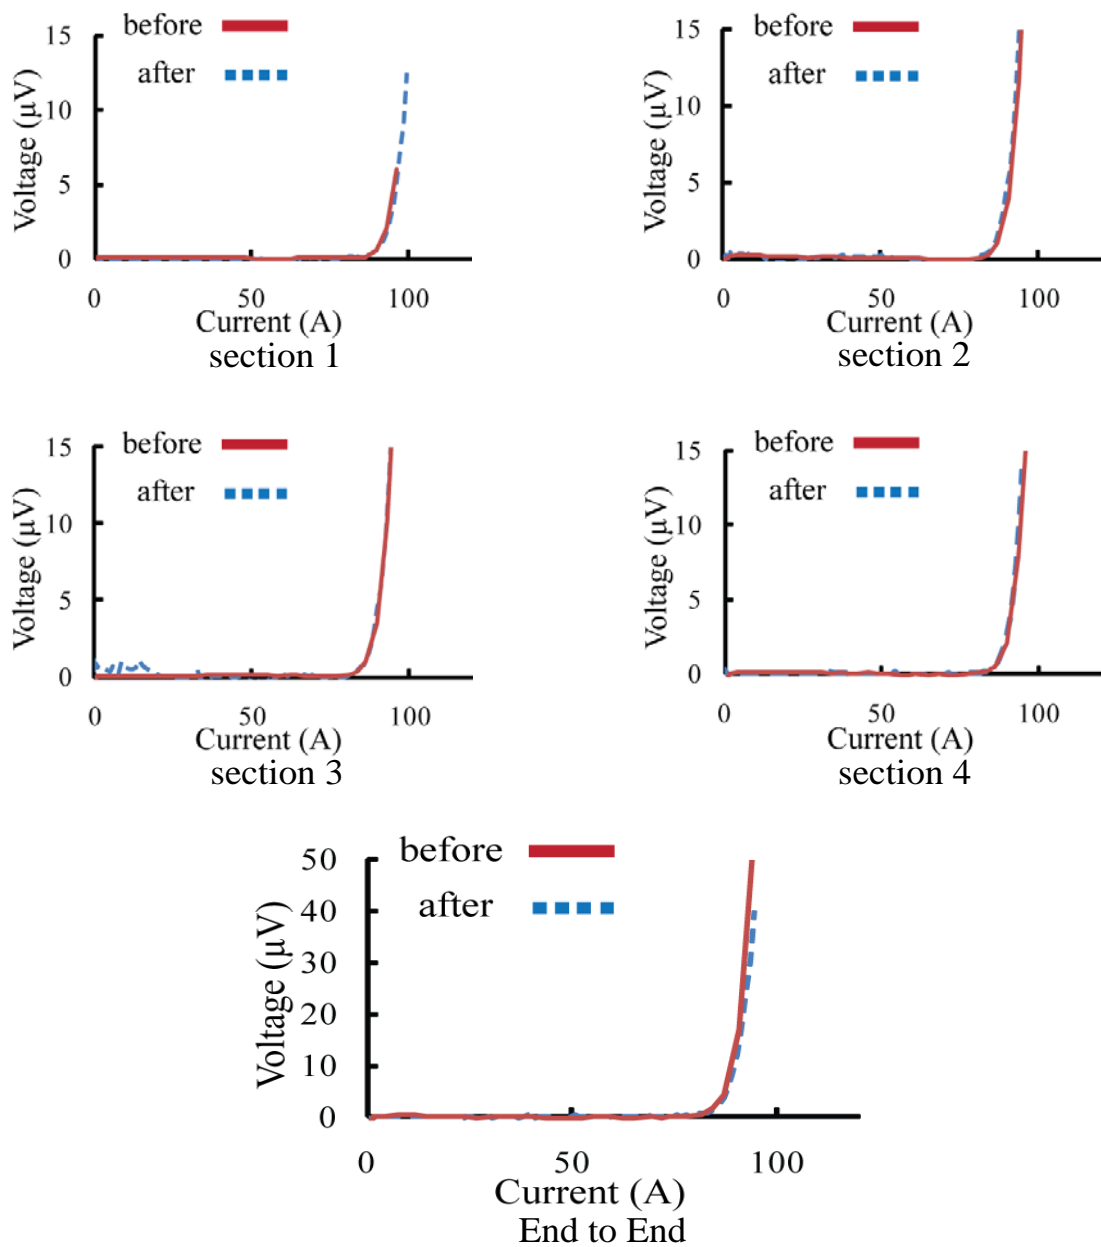 before
after
Voltage (μV)
15
10
5
0
0 50 100
Current (A)
section 1
before
after
Voltage (μV)
15
10
5
0
0 50 100
Current (A)
section 2
before
after
Voltage (μV)
15
10
5
0
0 50 100
Current (A)
section 3
before
after
Voltage (μV)
15
10
5
0
0 50 100
Current (A)
section 4
before
after
Voltage (μV)
50
40
30
20
10
0
0 50 100
Current (A)
End to End